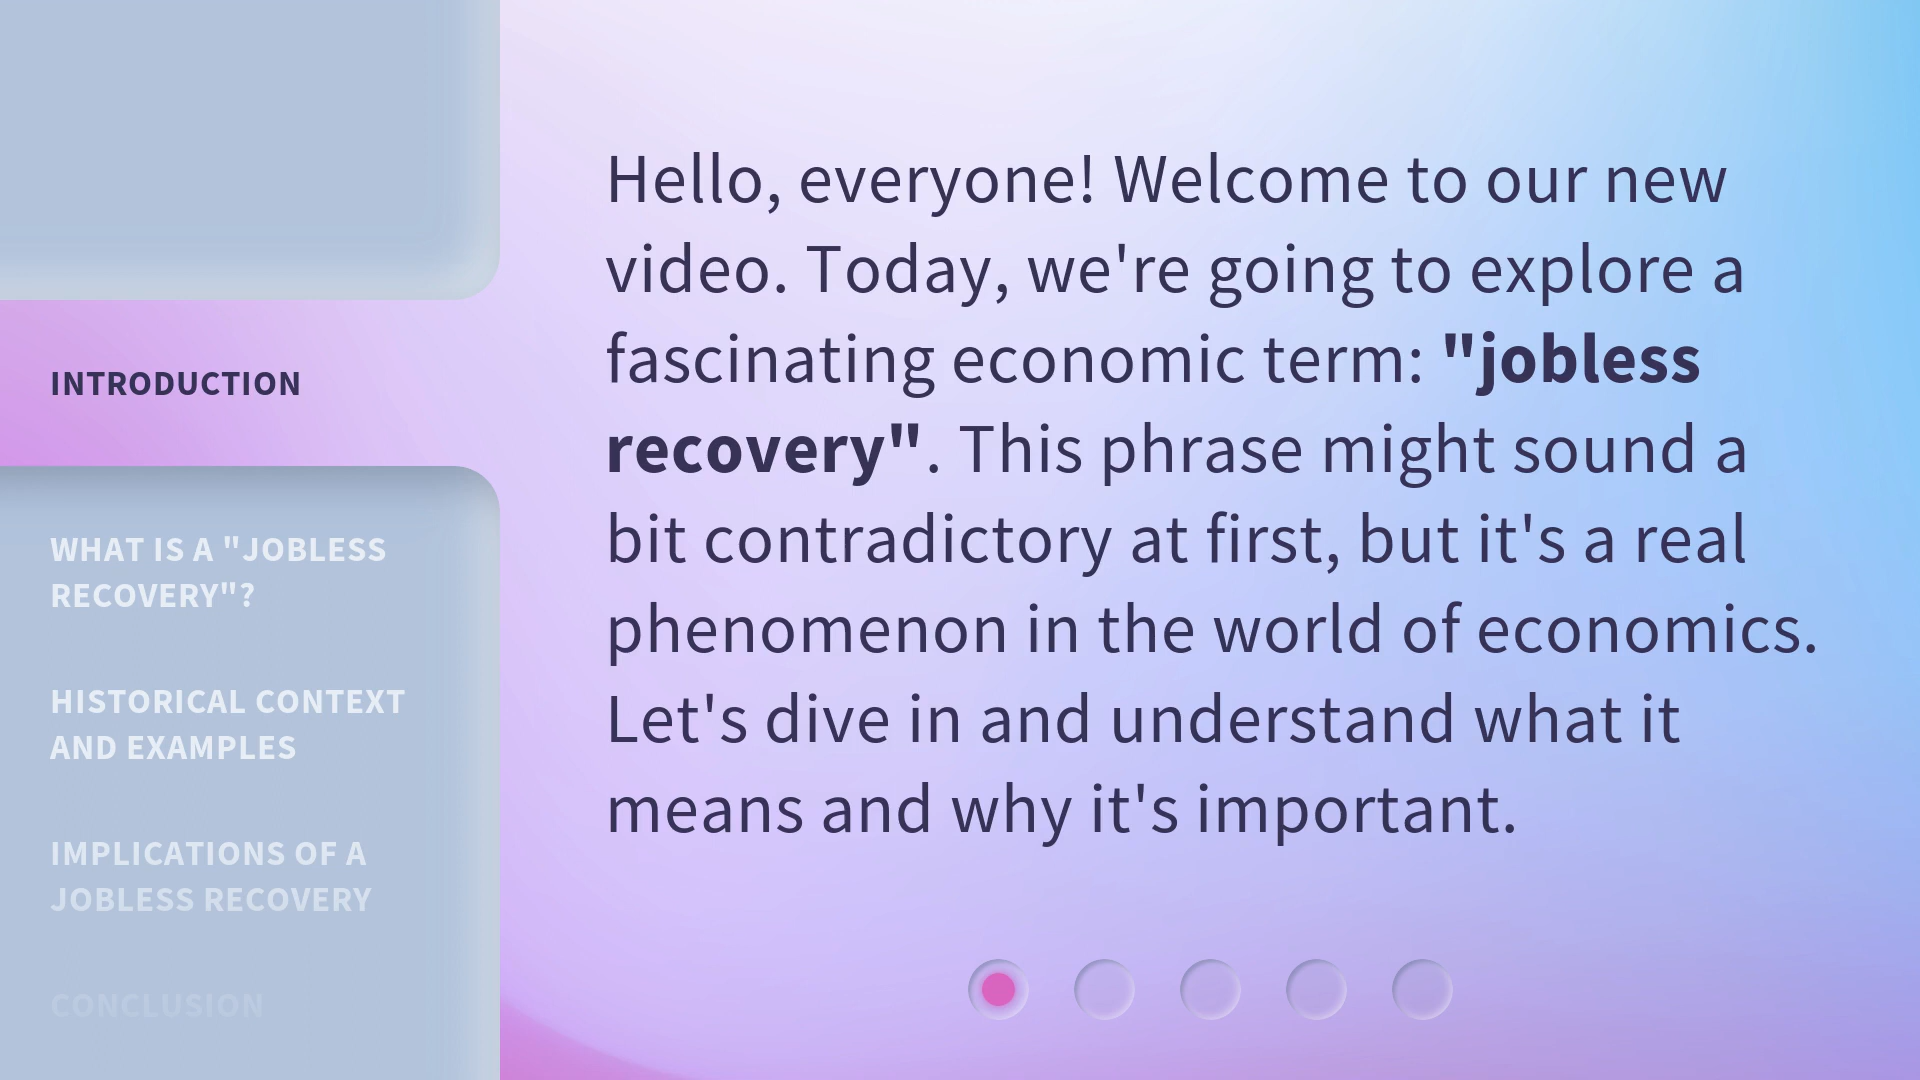 INTRODUCTION
WHAT IS A "JOBLESS
RECOVERY"?
HISTORICAL CONTEXT
AND EXAMPLES
IMPLICATIONS OF A
JOBLESS RECOVERY
CONCLUSION
Hello, everyone! Welcome to our new
video. Today, we're going to explore a
fascinating economic term: "jobless
recovery". This phrase might sound a
bit contradictory at first, but it's a real
phenomenon in the world of economics.
Let's dive in and understand what it
means and why it's important.